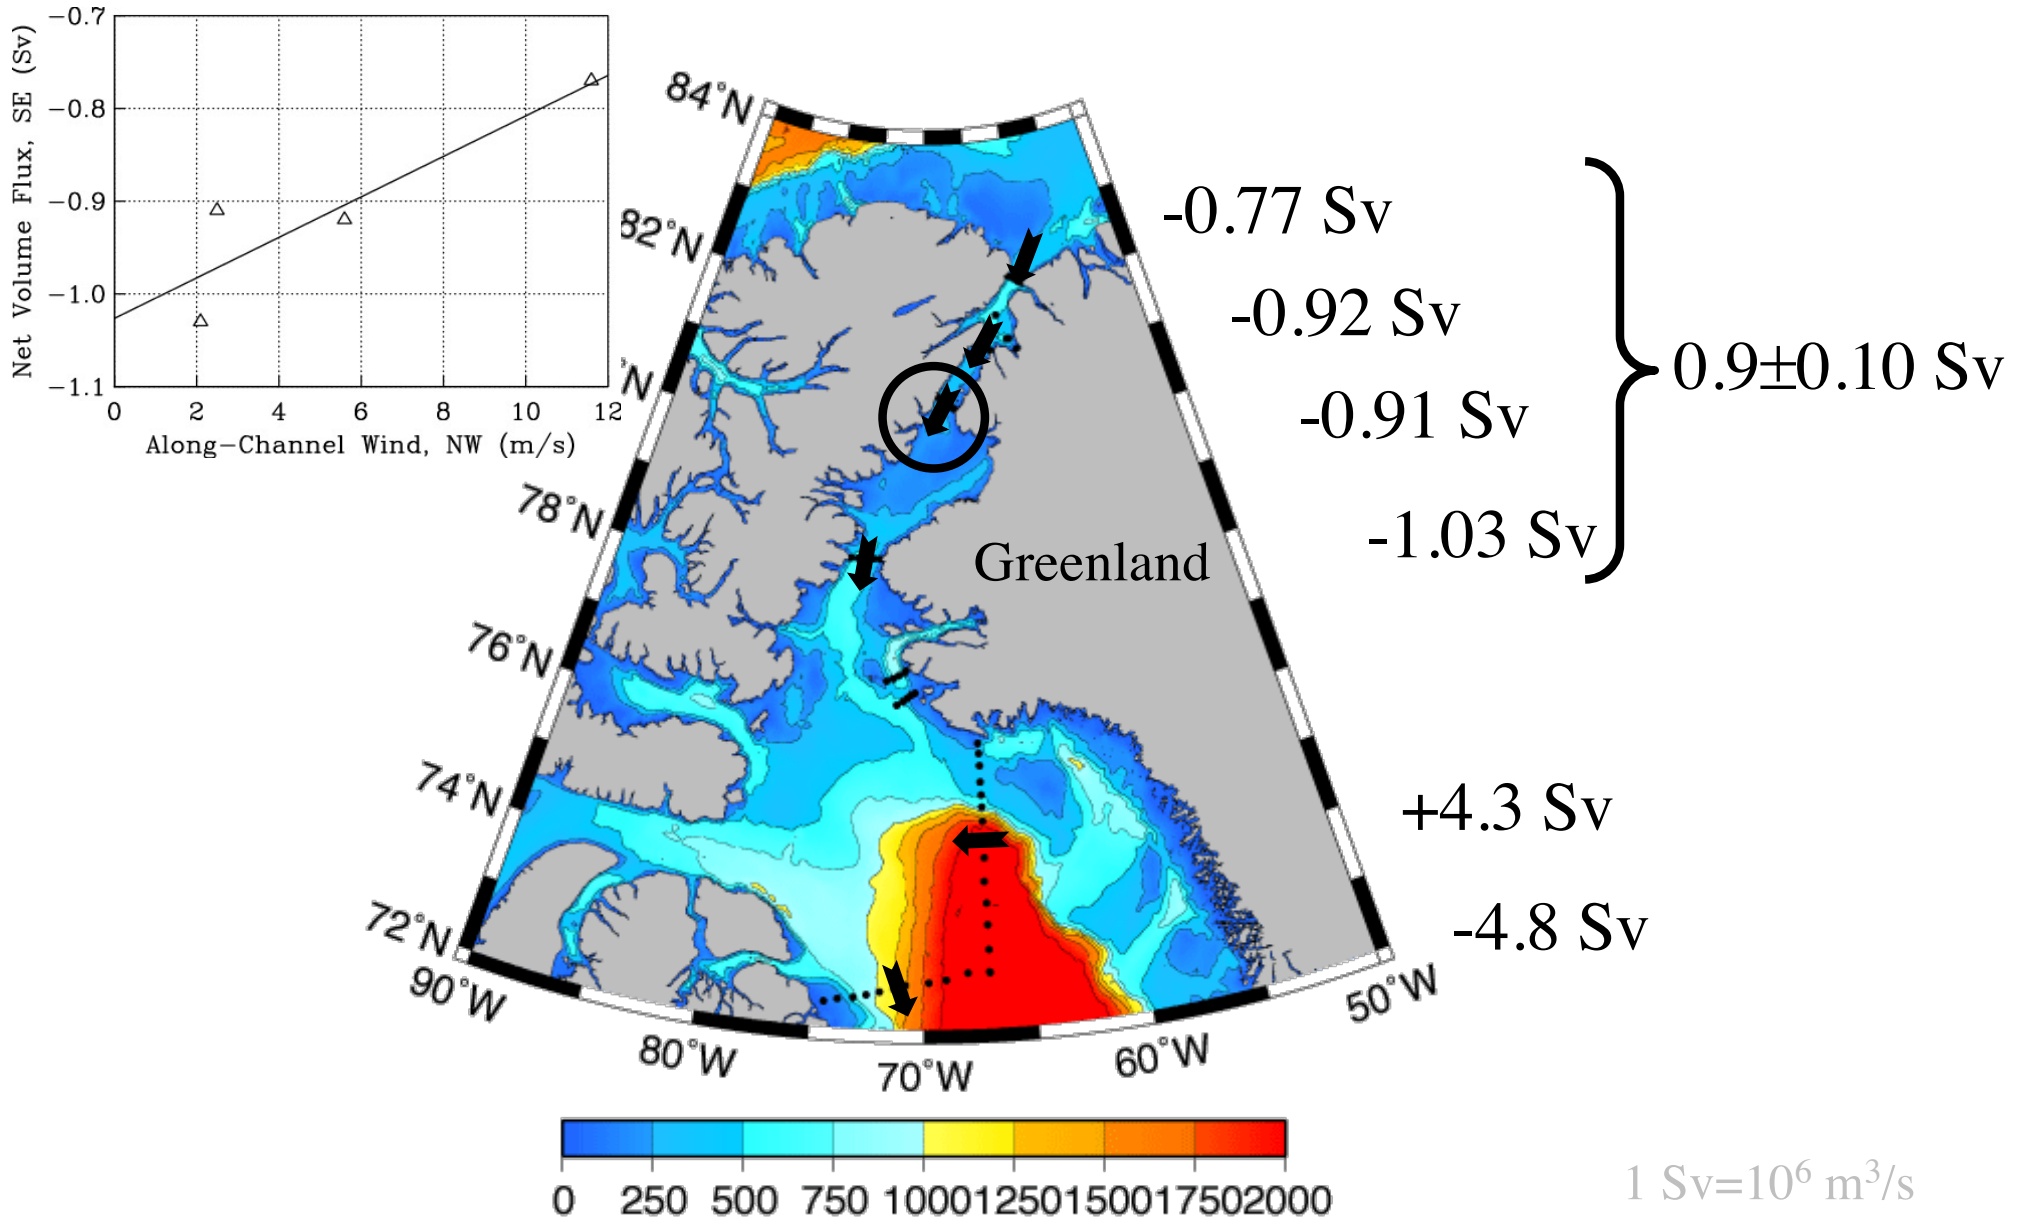 −0.7
−0.8
−0.9
−1.0
−1.1
Net Volume Flux, SE (Sv)
0 2 4 6 8 10 12
Along−Channel Wind, NW (m/s)
84°N
82°N
°N
78°N
76°N
74°N
72°N
90°W
80°W
70°W
60°W
50°W
Greenland
-0.77 Sv
-0.92 Sv
-0.91 Sv
-1.03 Sv
0.9±0.10 Sv
+4.3 Sv
-4.8 Sv
0 250 500 750 1000 1250 1500 1750 2000
1 Sv=10⁶ m³/s